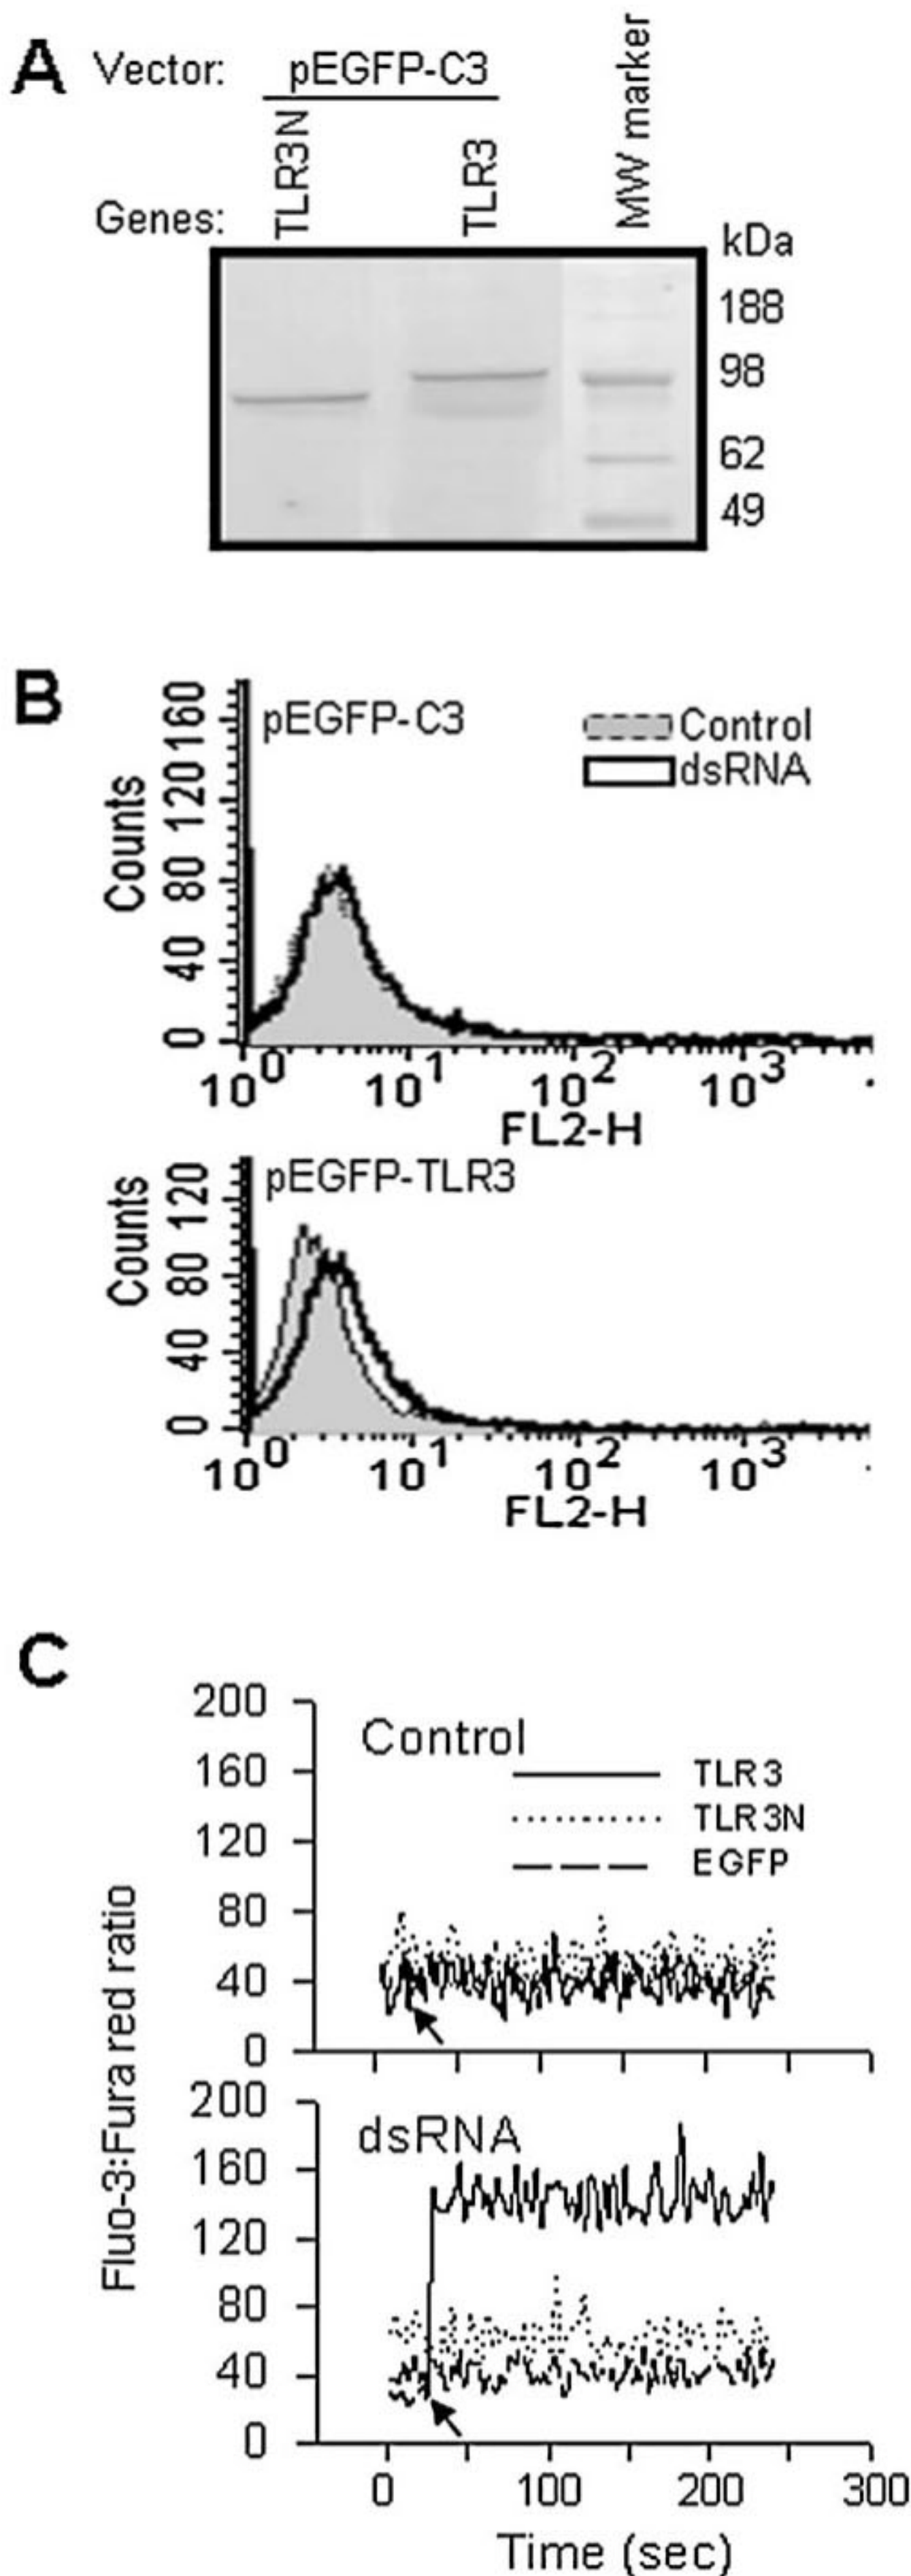 A
Vector: pEGFP-C3
Genes: TLR3N TLR3 MW marker
kDa
188
98
62
49
B
pEGFP-C3
Control
dsRNA
Counts
160
120
80
40
0
10^0 10^1 10^2 10^3
FL2-H
pEGFP-TLR3
Counts
120
80
40
0
10^0 10^1 10^2 10^3
FL2-H
C
Fluo-3:Fura red ratio
Control
TLR3
TLR3N
EGFP
200
160
120
80
40
0
dsRNA
200
160
120
80
40
0
0 100 200 300
Time (sec)